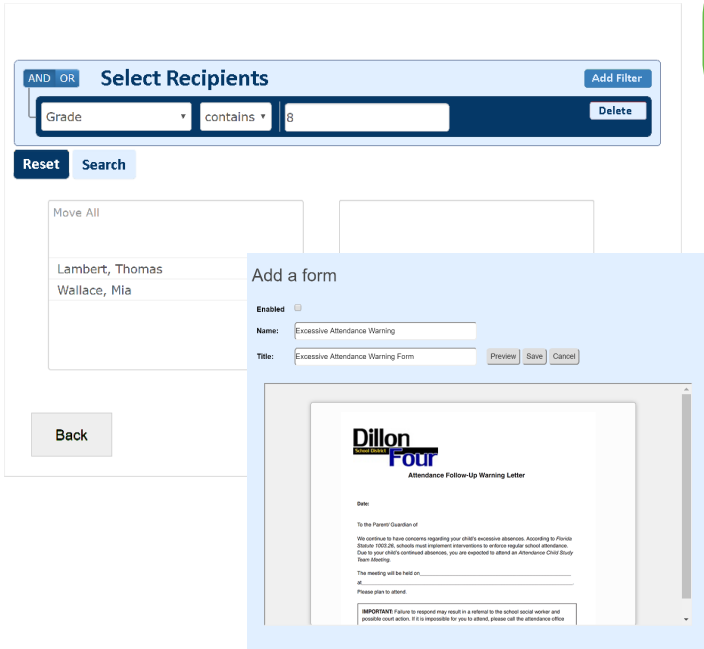 AND OR Select Recipients Add Filter
Grade contains 8 Delete
Reset Search
Move All
Lambert, Thomas
Wallace, Mia
Back
Add a form
Enabled
Name: Excessive Attendance Warning
Title: Excessive Attendance Warning Form Preview Save Cancel
Dillon
School District
Four
Attendance Follow-Up Warning Letter
Date:
To the Parent/ Guardian of
We continue to have concerns regarding your child's excessive absences. According to Florida
Statute 1003.26, schools must implement interventions to enforce regular school attendance.
Due to your child's continued absences, you are expected to attend an Attendance Child Study
Team Meeting.
The meeting will be held on
at
Please plan to attend.
IMPORTANT: Failure to respond may result in a referral to the school social worker and
possible court action. If it is impossible for you to attend, please call the attendance office